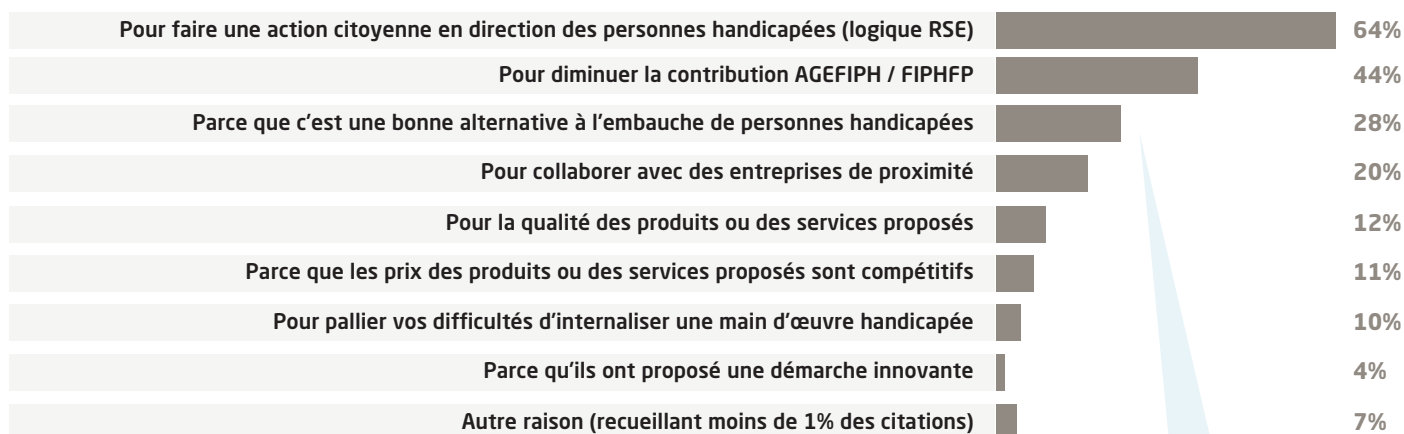 Pour faire une action citoyenne en direction des personnes handicapées (logique RSE) 64%
Pour diminuer la contribution AGEFIPH / FIPHFP 44%
Parce que c’est une bonne alternative à l’embauche de personnes handicapées 28%
Pour collaborer avec des entreprises de proximité 20%
Pour la qualité des produits ou des services proposés 12%
Parce que les prix des produits ou des services proposés sont compétitifs 11%
Pour pallier vos difficultés d’internaliser une main d’œuvre handicapée 10%
Parce qu’ils ont proposé une démarche innovante 4%
Autre raison (recueillant moins de 1% des citations) 7%